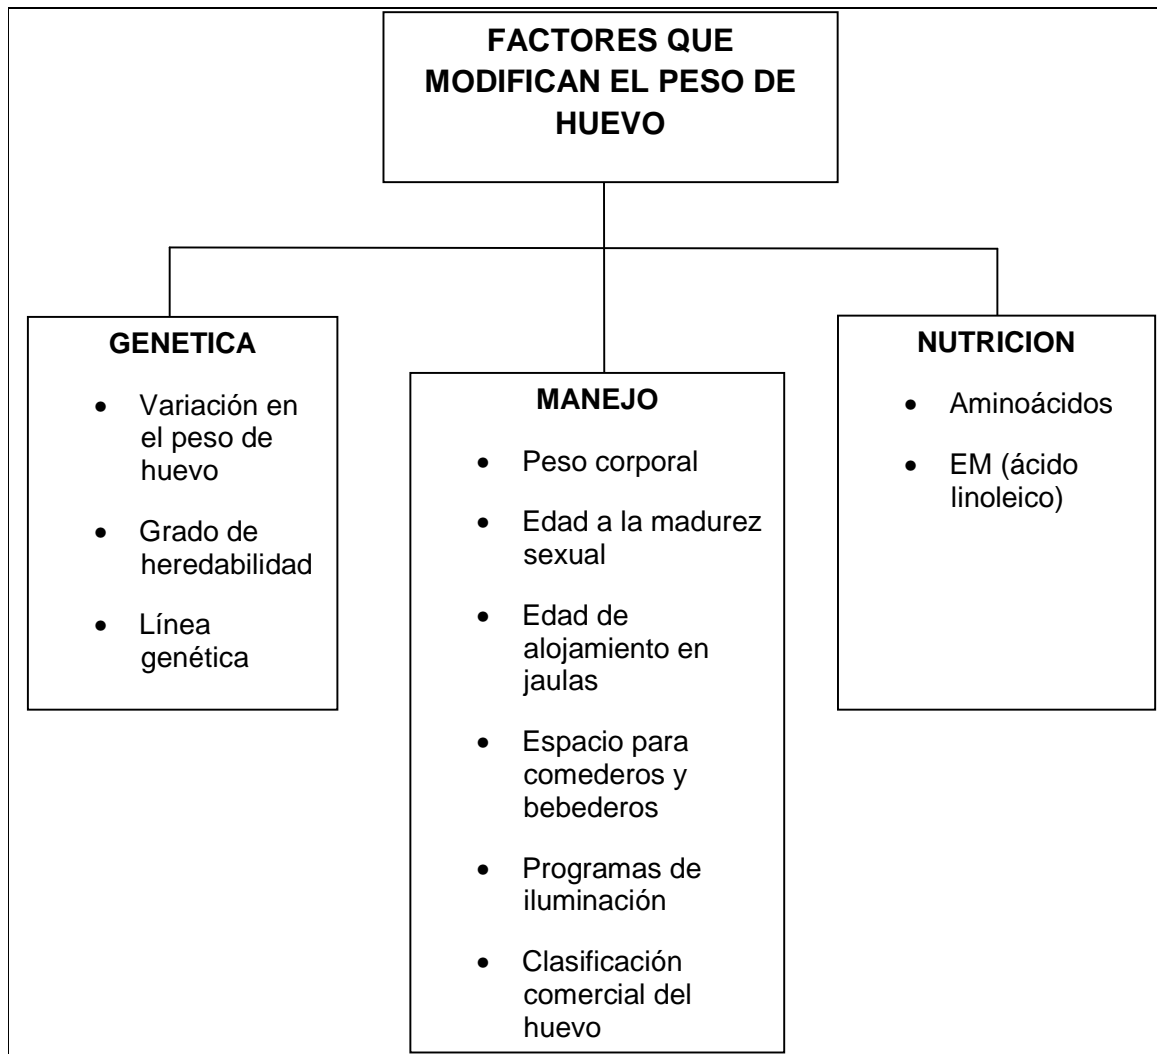 FACTORES QUE
MODIFICAN EL PESO DE
HUEVO
GENETICA
• Variación en
el peso de
huevo
• Grado de
heredabilidad
• Línea
genética
MANEJO
• Peso corporal
• Edad a la madurez
sexual
• Edad de
alojamiento en
jaulas
• Espacio para
comederos y
bebederos
• Programas de
iluminación
• Clasificación
comercial del
huevo
NUTRICION
• Aminoácidos
• EM (ácido
linoleico)